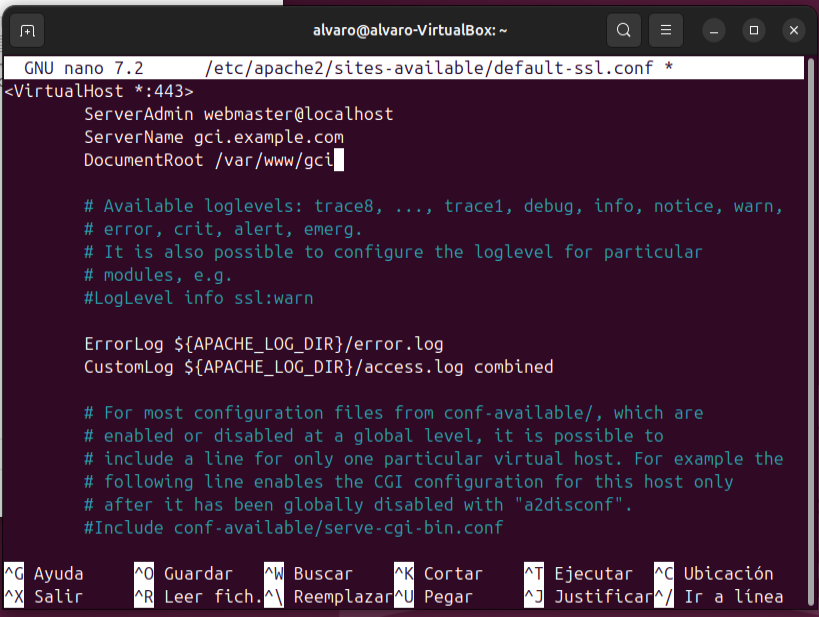 alvaro@alvaro-VirtualBox: ~
GNU nano 7.2 /etc/apache2/sites-available/default-ssl.conf *
<VirtualHost *:443>
ServerAdmin webmaster@localhost
ServerName gci.example.com
DocumentRoot /var/www/gci
# Available loglevels: trace8, ..., trace1, debug, info, notice, warn,
# error, crit, alert, emerg.
# It is also possible to configure the loglevel for particular
# modules, e.g.
#LogLevel info ssl:warn
ErrorLog ${APACHE_LOG_DIR}/error.log
CustomLog ${APACHE_LOG_DIR}/access.log combined
# For most configuration files from conf-available/, which are
# enabled or disabled at a global level, it is possible to
# include a line for only one particular virtual host. For example the
# following line enables the CGI configuration for this host only
# after it has been globally disabled with "a2disconf".
#Include conf-available/serve-cgi-bin.conf
^G Ayuda ^O Guardar ^W Buscar ^K Cortar ^T Ejecutar ^C Ubicación
^X Salir ^R Leer fich. ^\ Reemplazar ^U Pegar ^J Justificar ^/ Ir a línea